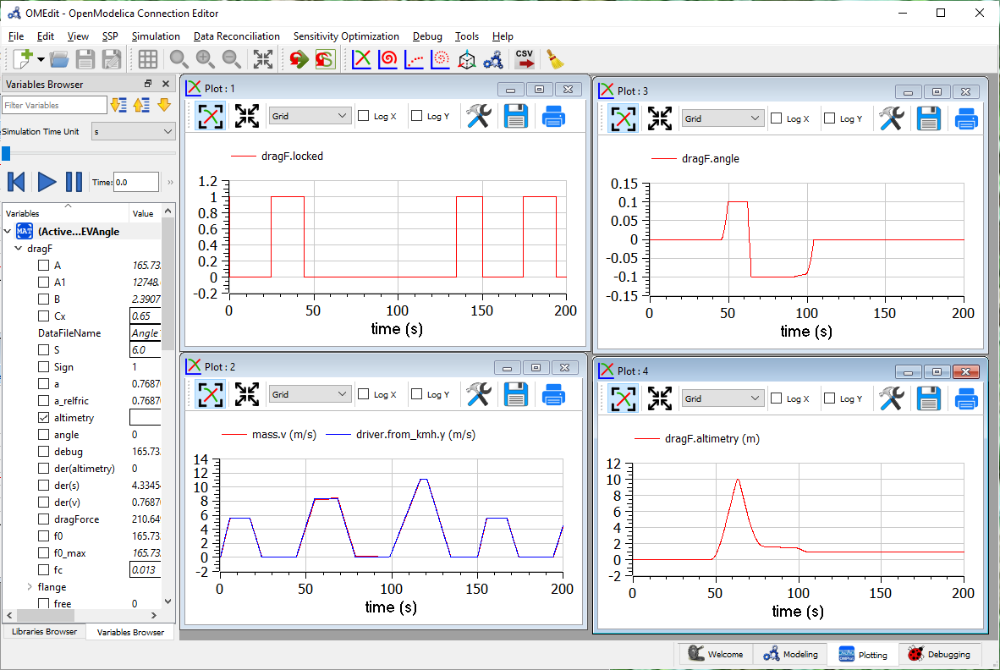 OMEdit - OpenModelica Connection Editor
File Edit View SSP Simulation Data Reconciliation Sensitivity Optimization Debug Tools Help
CSV
Variables Browser
Filter Variables
Simulation Time Unit s
Time: 0.0 »
Variables Value
MAT (Active...EVAngle
dragF
A 165.73
A1 12748.
B 2.3907
Cx 0.65
DataFileName Angle
S 6.0
Sign 1
a 0.7687
a_relfric 0.7687
altimetry
angle 0
debug 165.73
der(altimetry) 0
der(s) 4.3345
der(v) 0.7687
dragForce 210.649
f0 165.73
f0_max 165.73
fc 0.013
flange
free 0
Libraries Browser Variables Browser
Plot : 1
Grid Log X Log Y
dragF.locked
1.2
1
0.8
0.6
0.4
0.2
0
-0.2
0 50 100 150 200
time (s)
Plot : 3
Grid Log X Log Y
dragF.angle
0.15
0.1
0.05
0
-0.05
-0.1
-0.15
0 50 100 150 200
time (s)
Plot : 2
Grid Log X Log Y
mass.v (m/s) driver.from_kmh.y (m/s)
14
12
10
8
6
4
2
0
-2
0 50 100 150 200
time (s)
Plot : 4
Grid Log X Log Y
dragF.altimetry (m)
12
10
8
6
4
2
0
-2
0 50 100 150 200
time (s)
Welcome Modeling Plotting Debugging